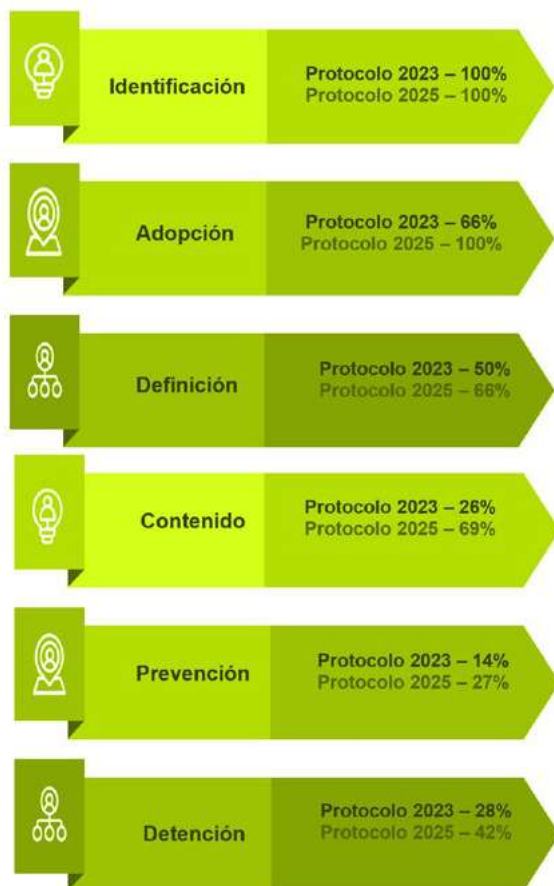 Identificación
Protocolo 2023 – 100%
Protocolo 2025 – 100%
Adopción
Protocolo 2023 – 66%
Protocolo 2025 – 100%
Definición
Protocolo 2023 – 50%
Protocolo 2025 – 66%
Contenido
Protocolo 2023 – 26%
Protocolo 2025 – 69%
Prevención
Protocolo 2023 – 14%
Protocolo 2025 – 27%
Detención
Protocolo 2023 – 28%
Protocolo 2025 – 42%